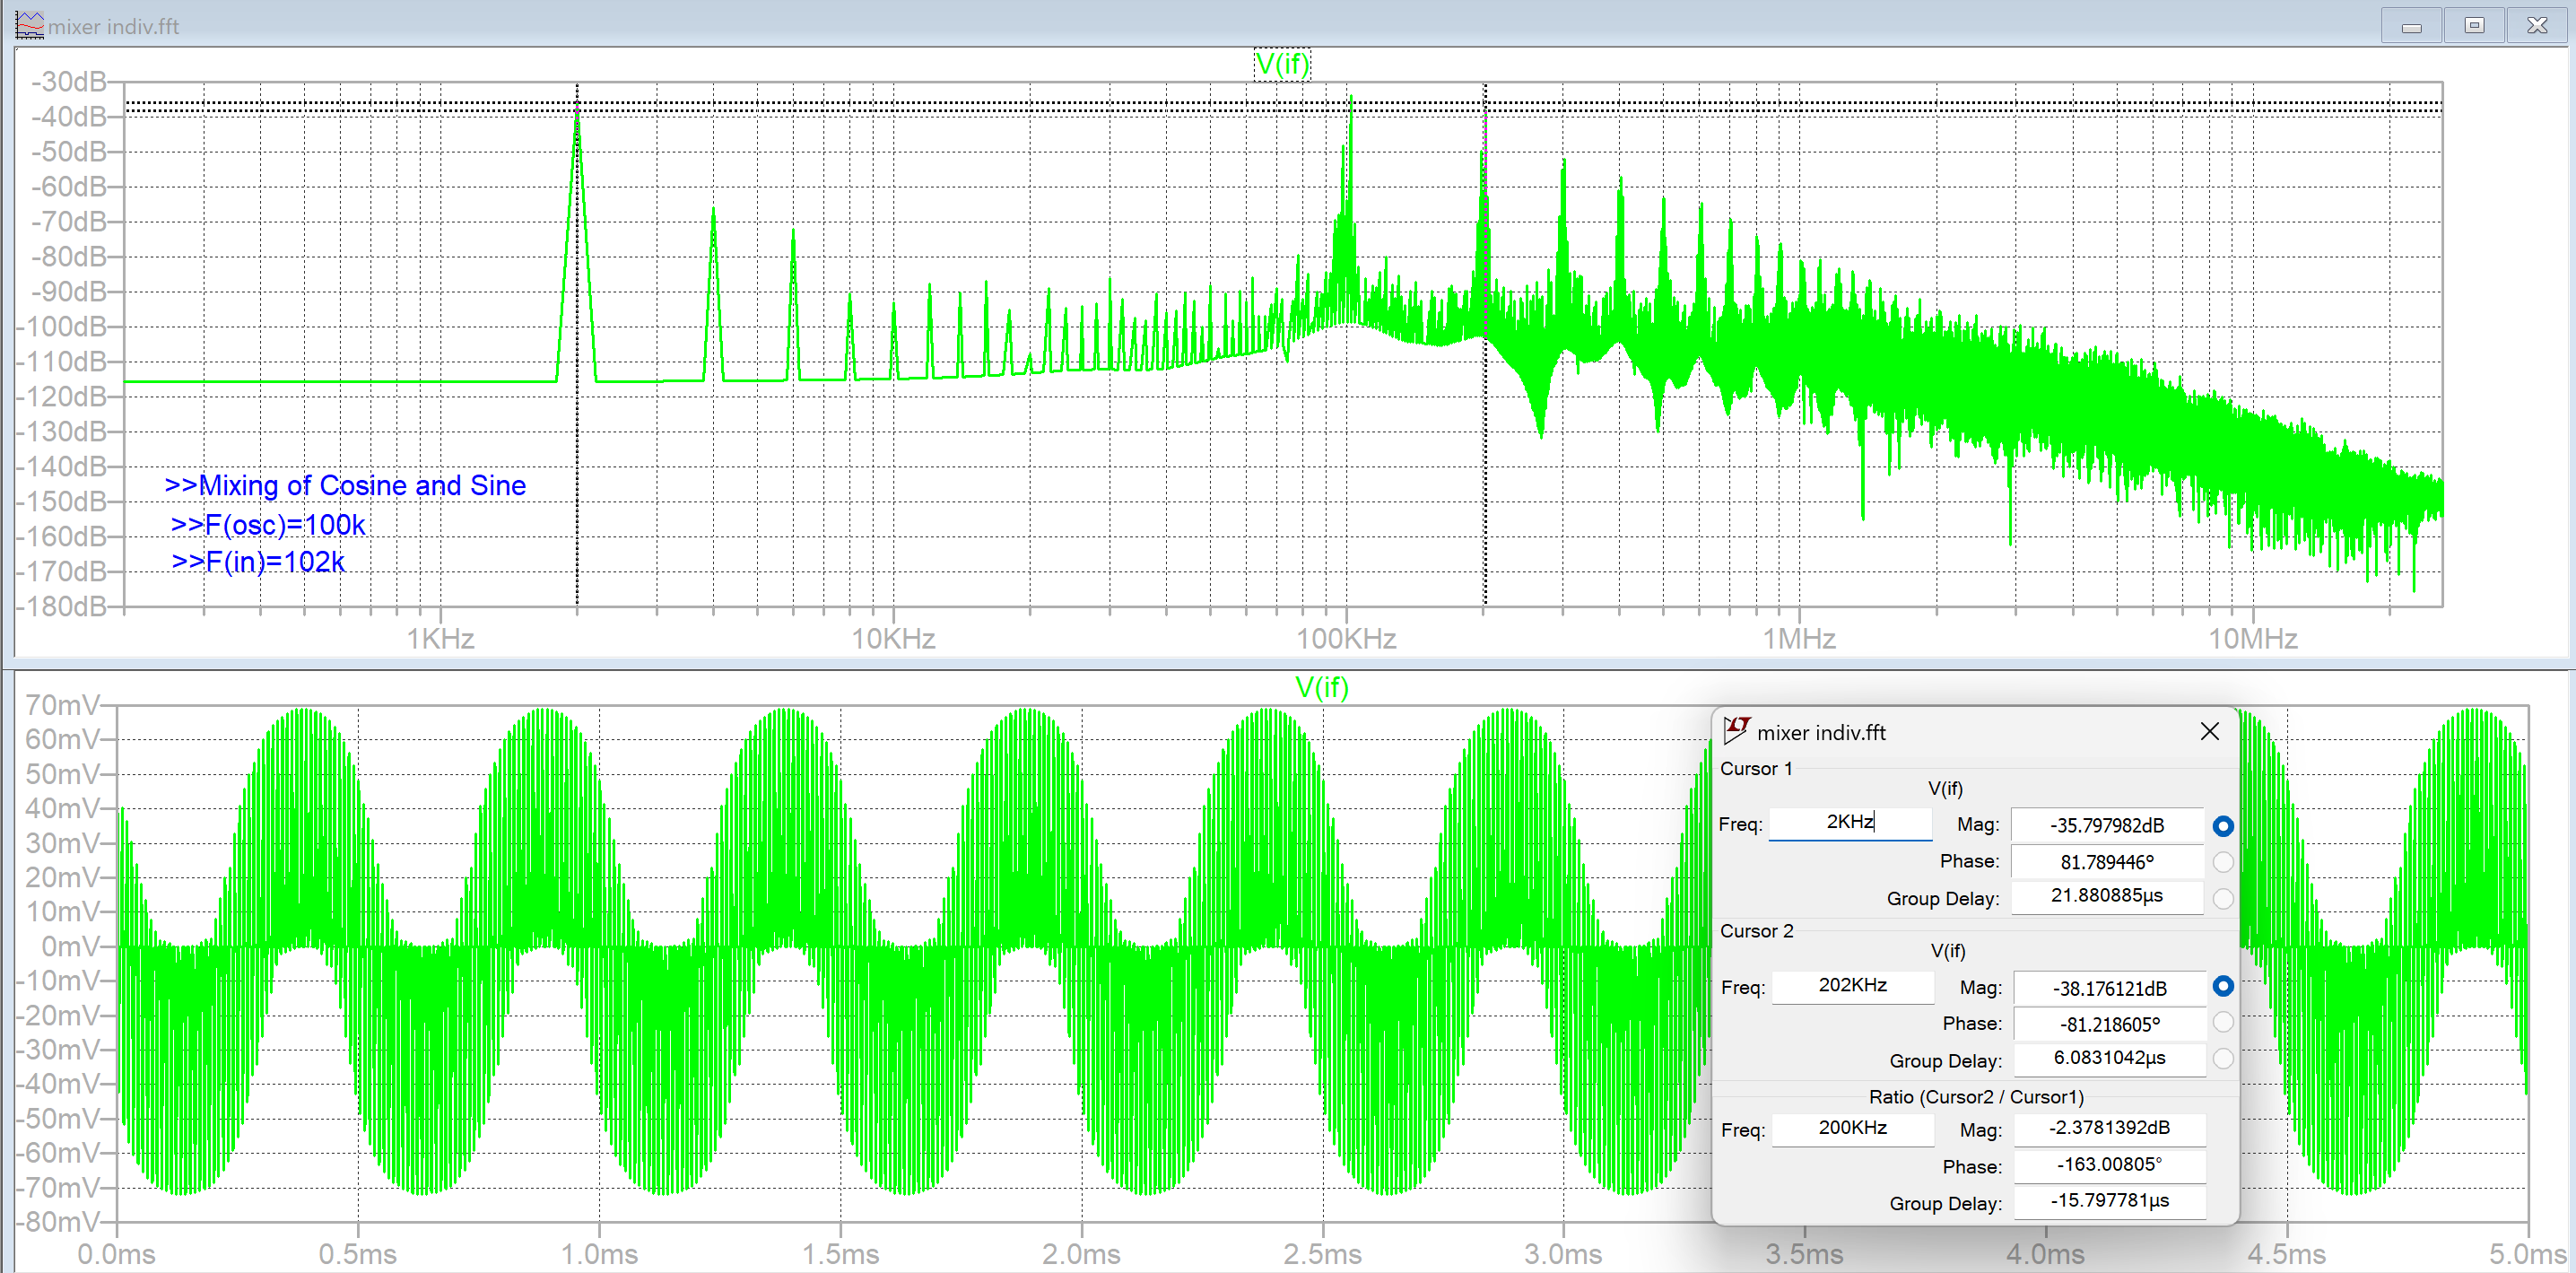 mixer indiv.fft
V(if)
-30dB
-40dB
-50dB
-60dB
-70dB
-80dB
-90dB
-100dB
-110dB
-120dB
-130dB
-140dB
-150dB
-160dB
-170dB
-180dB
>>Mixing of Cosine and Sine
>>F(osc)=100k
>>F(in)=102k
1KHz 10KHz 100KHz 1MHz 10MHz
V(if)
70mV
60mV
50mV
40mV
30mV
20mV
10mV
0mV
-10mV
-20mV
-30mV
-40mV
-50mV
-60mV
-70mV
-80mV
0.0ms 0.5ms 1.0ms 1.5ms 2.0ms 2.5ms 3.0ms 3.5ms 4.0ms 4.5ms 5.0ms
mixer indiv.fft
Cursor 1
V(if)
Freq: 2KHz Mag: -35.797982dB
Phase: 81.789446°
Group Delay: 21.880885µs
Cursor 2
V(if)
Freq: 202KHz Mag: -38.176121dB
Phase: -81.218605°
Group Delay: 6.0831042µs
Ratio (Cursor2 / Cursor1)
Freq: 200KHz Mag: -2.3781392dB
Phase: -163.00805°
Group Delay: -15.797781µs